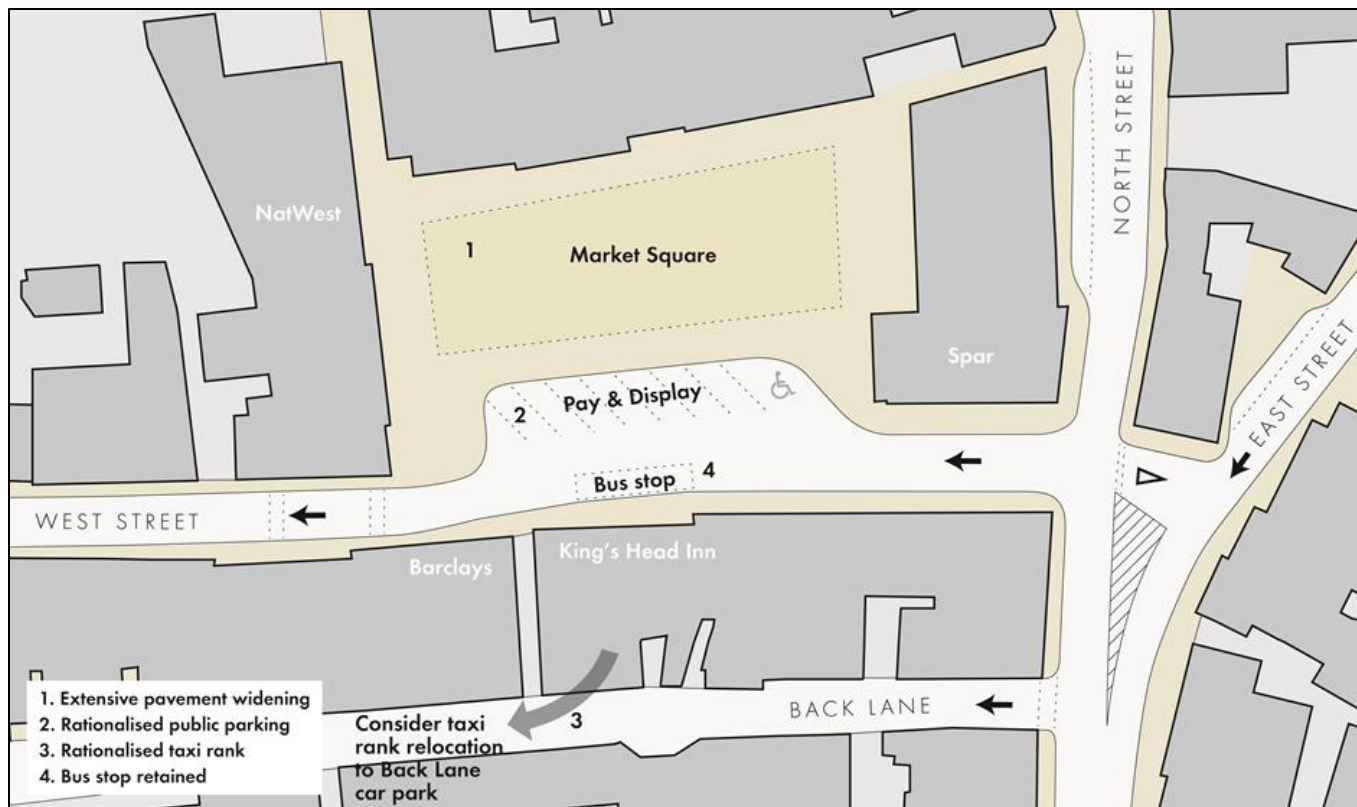 NORTH STREET
NatWest
1
Market Square
Spar
EAST STREET
2
Pay & Display
4
Bus stop
WEST STREET
Barclays
King's Head Inn
1. Extensive pavement widening
2. Rationalised public parking
3. Rationalised taxi rank
4. Bus stop retained
Consider taxi
rank relocation
to Back Lane
car park
3
BACK LANE